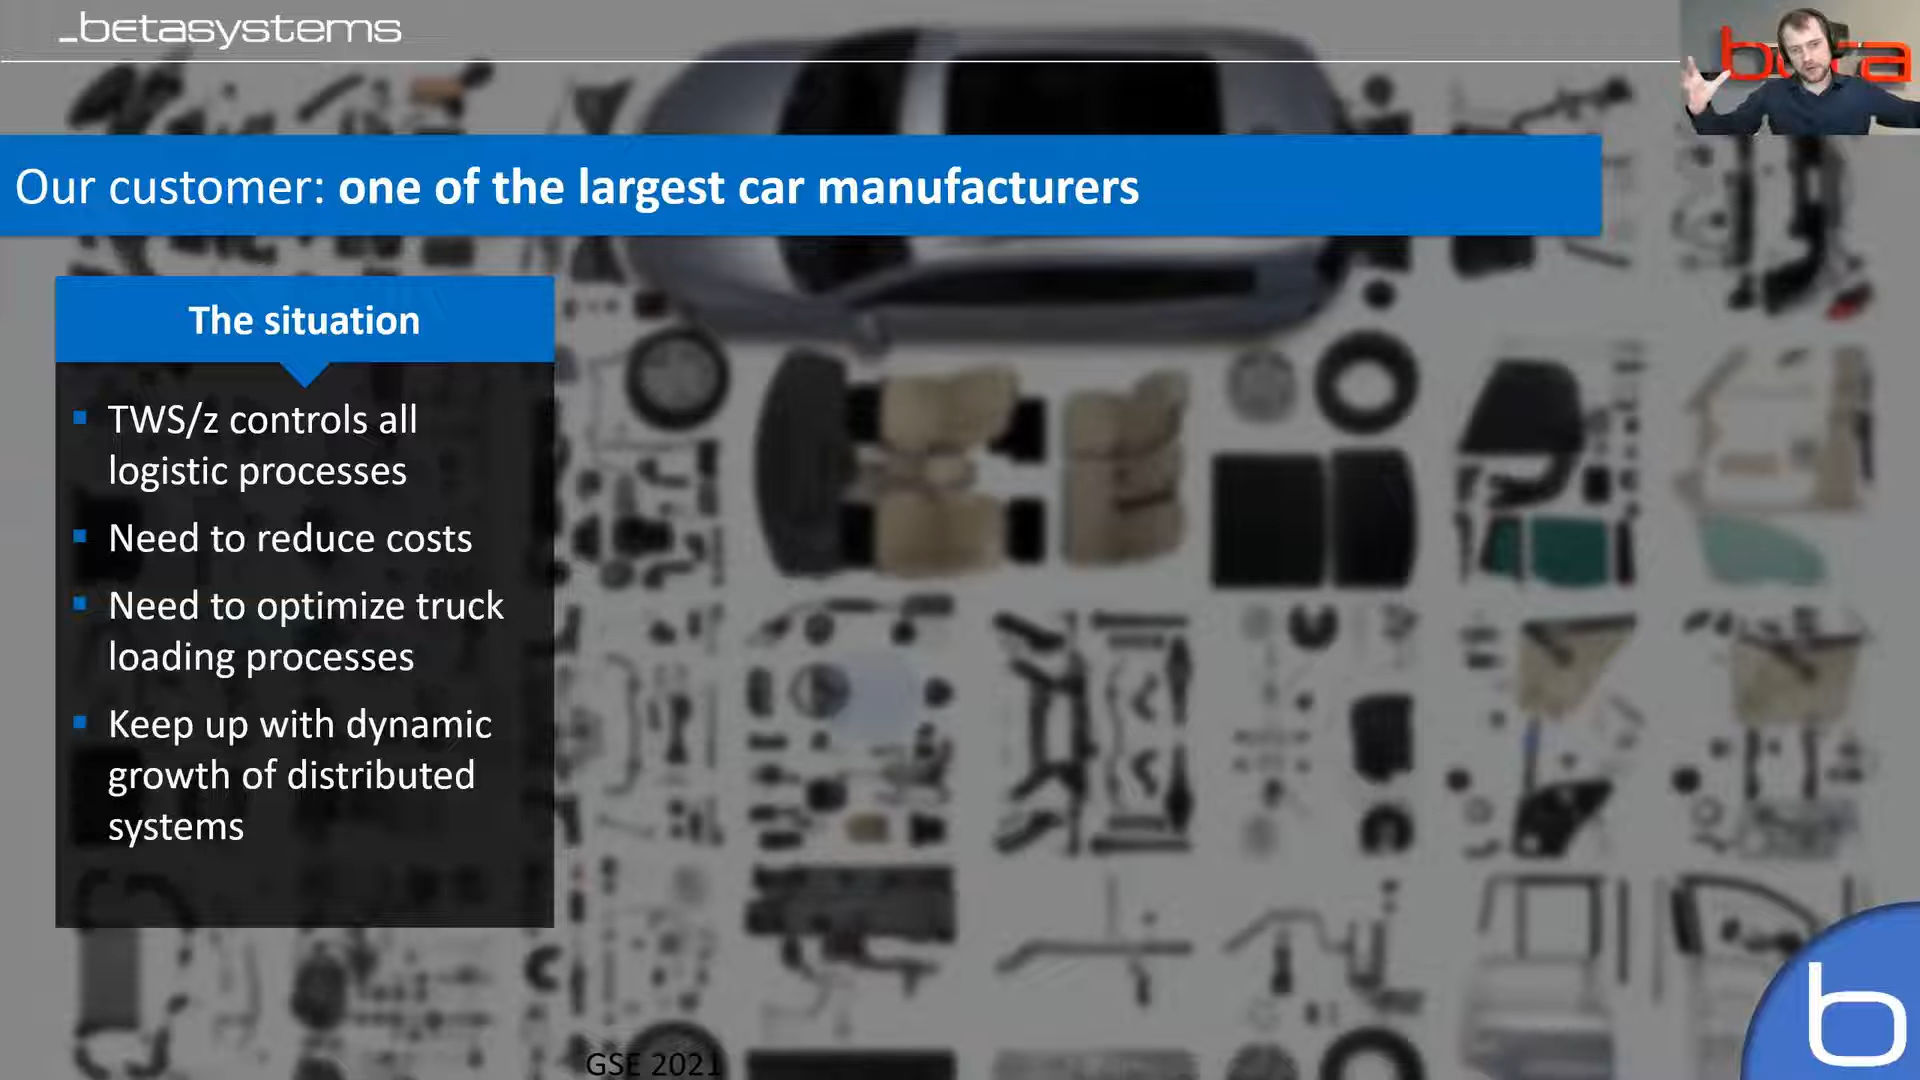 _betasystems
beta
Our customer: one of the largest car manufacturers
The situation
TWS/z controls all
logistic processes
Need to reduce costs
Need to optimize truck
loading processes
Keep up with dynamic
growth of distributed
systems
b
GSE 2021